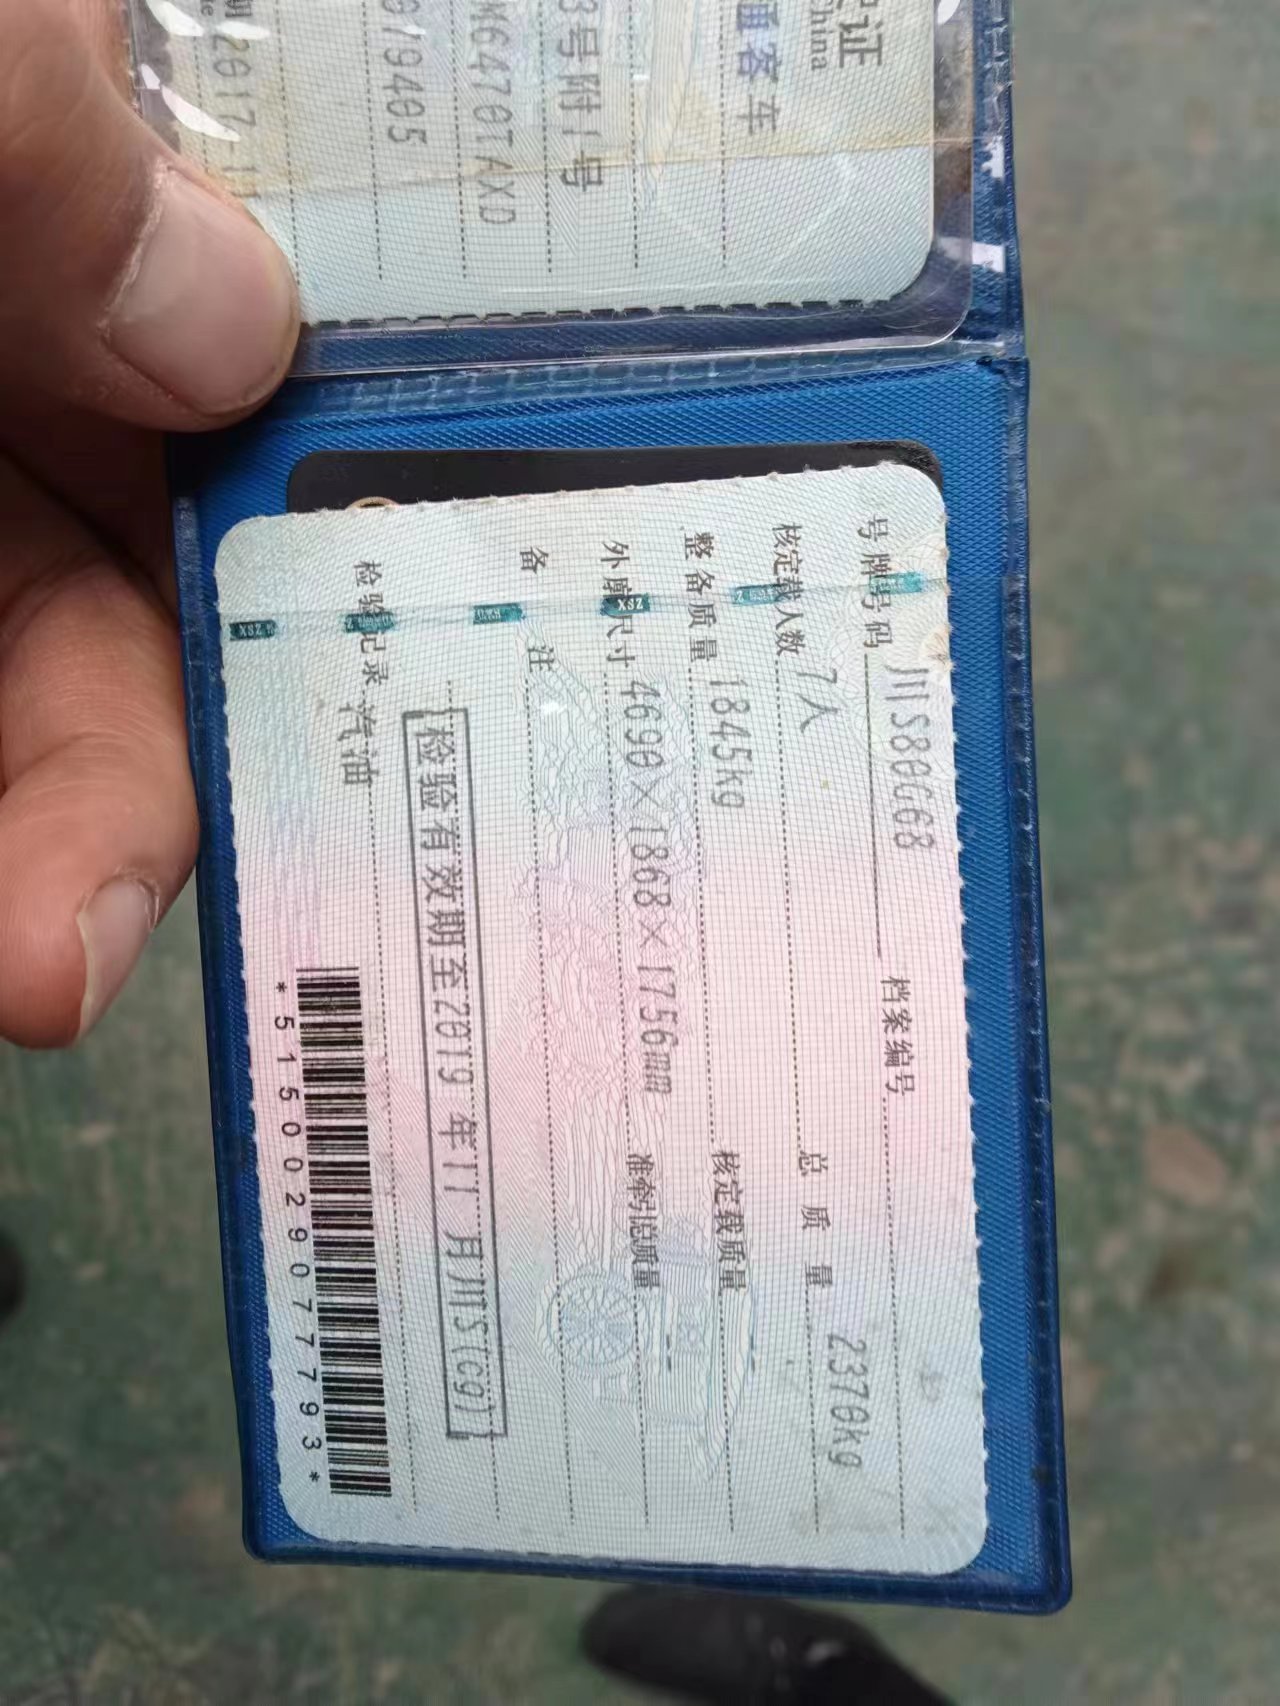 证
China
通客车
3号附1号
M6470TAXD
079405
2017
号牌号码 川S80G68 档案编号
核定载人数 7人 总质量 2370kg
整备质量 1845kg 核定载质量
外廓尺寸 4690×1868×1756mm 准牵引总质量
备注
[检验有效期至2019年11月川S(09)]
检验记录 汽油
*5150029077793*